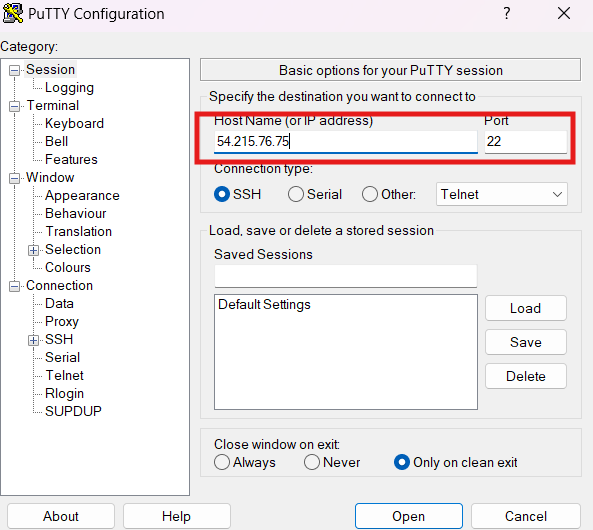 PuTTY Configuration
?
Category:
Session
Logging
Terminal
Keyboard
Bell
Features
Window
Appearance
Behaviour
Translation
Selection
Colours
Connection
Data
Proxy
SSH
Serial
Telnet
Rlogin
SUPDUP
Basic options for your PuTTY session
Specify the destination you want to connect to
Host Name (or IP address) Port
54.215.76.75 22
Connection type:
SSH Serial Other: Telnet
Load, save or delete a stored session
Saved Sessions
Default Settings
Load
Save
Delete
Close window on exit:
Always Never Only on clean exit
About Help Open Cancel